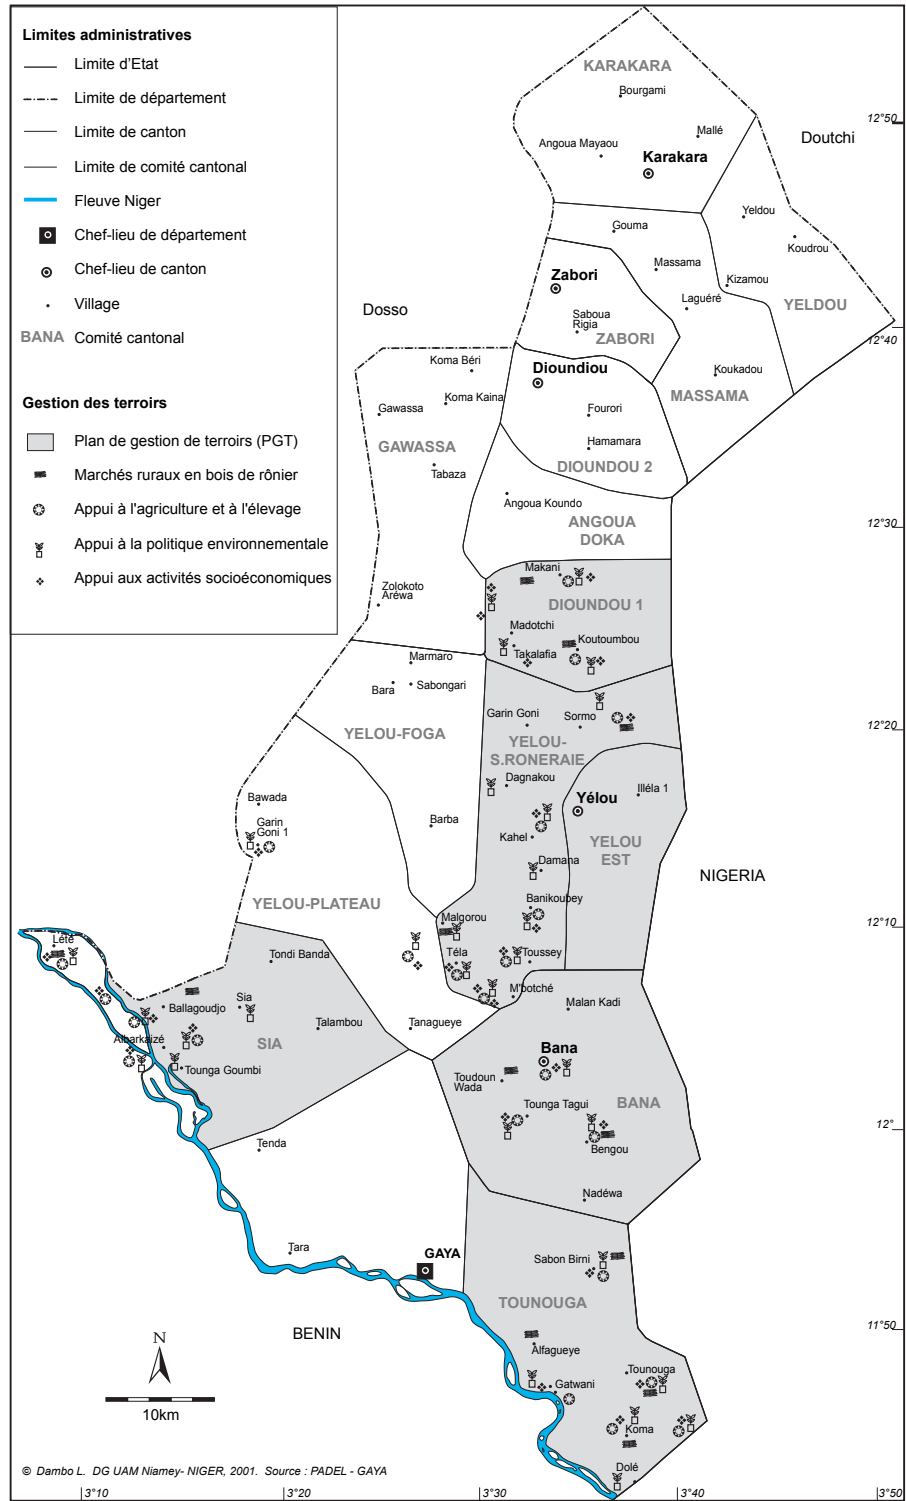 Limites administratives
Limite d'Etat
Limite de département
Limite de canton
Limite de comité cantonal
Fleuve Niger
Chef-lieu de département
Chef-lieu de canton
Village
BANA Comité cantonal
Gestion des terroirs
Plan de gestion de terroirs (PGT)
Marchés ruraux en bois de rônier
Appui à l'agriculture et à l'élevage
Appui à la politique environnementale
Appui aux activités socioéconomiques
KARAKARA
Bourgami
Mallé
Angoua Mayaou
Karakara
12°50
Doutchi
Yeldou
Koudrou
Gouma
Massama
Kizamou
Laguéré
YELDOU
Zabori
Saboua
Rigia
ZABORI
Dosso
12°40
Koma Béri
Dioundiou
Koukadou
MASSAMA
Gawassa
Koma Kaina
Fourori
GAWASSA
Hamamara
DIOUNDOU 2
Tabaza
Angoua Koundo
ANGOUA
DOKA
12°30
Makani
Zolokoto
Aréwa
DIOUNDOU 1
Madotchi
Takalafia
Koutoumbou
Marmaro
Bara
Sabongari
Garin Goni
Sormo
12°20
YELOU-FOGA
YELOU-
S.RONERAIE
Dagnakou
Illéla 1
Yélou
Bawada
Garin
Goni 1
Barba
Kahel
YELOU
EST
Damana
NIGERIA
YELOU-PLATEAU
Banikoubey
Malgorou
12°10
Lété
Tondi Banda
Téla
Toussey
M'botché
Malan Kadi
Ballagoudjo
Sia
Talambou
Tanagueye
Albarkaizé
SIA
Bana
Tounga Goumbi
Toudoun
Wada
BANA
Tounga Tagui
12°
Tenda
Bengou
Nadéwa
Tara
GAYA
Sabon Birni
TOUNOUGA
BENIN
11°50
Alfagueye
Tounouga
Gatwani
N
10km
Koma
Dolé
© Dambo L. DG UAM Niamey- NIGER, 2001. Source : PADEL - GAYA
3°10
3°20
3°30
3°40
3°50